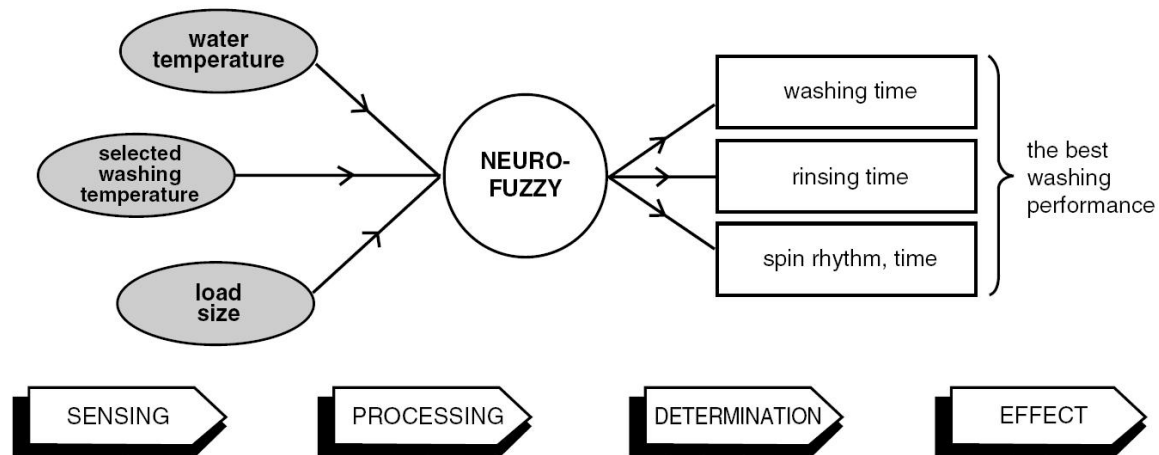 water
temperature
selected
washing
temperature
load
size
NEURO-
FUZZY
washing time
rinsing time
spin rhythm, time
the best
washing
performance
SENSING
PROCESSING
DETERMINATION
EFFECT